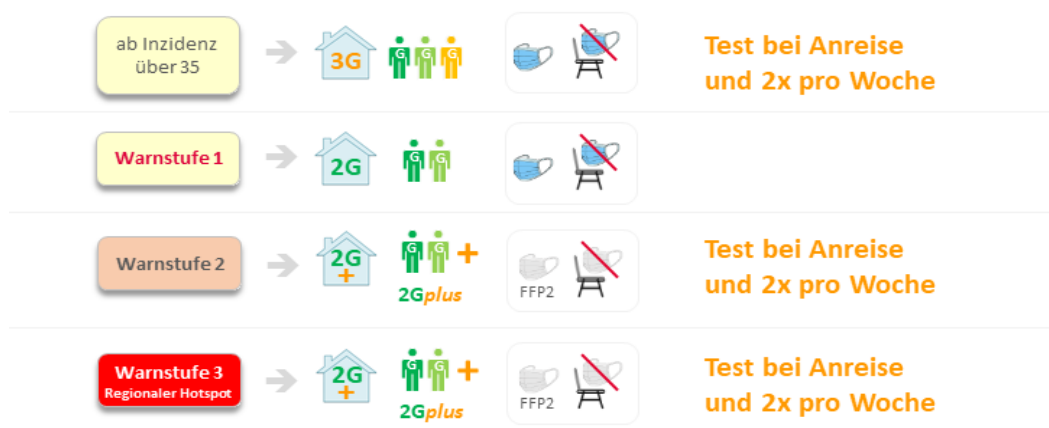 ab Inzidenz
über 35
3G
G G G
Test bei Anreise
und 2x pro Woche
Warnstufe 1
2G
G G
Warnstufe 2
2G
+
G G +
2Gplus
FFP2
Test bei Anreise
und 2x pro Woche
Warnstufe 3
Regionaler Hotspot
2G
+
G G +
2Gplus
FFP2
Test bei Anreise
und 2x pro Woche